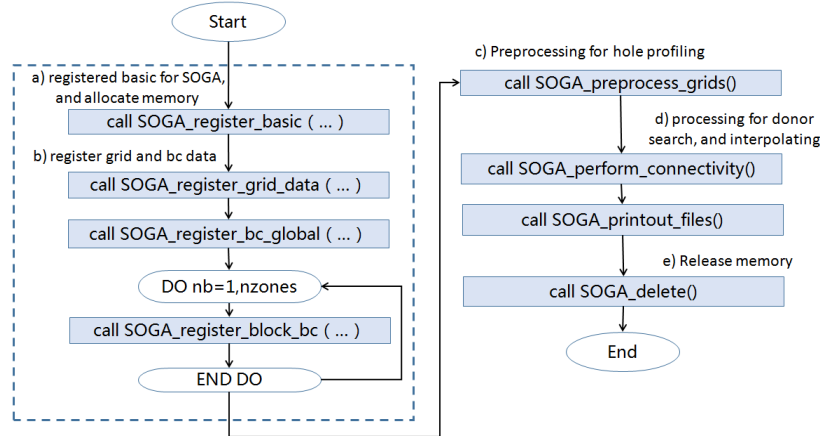 Start
a) registered basic for SOGA,
and allocate memory
call SOGA_register_basic ( ... )
b) register grid and bc data
call SOGA_register_grid_data ( ... )
call SOGA_register_bc_global ( ... )
DO nb=1,nzones
call SOGA_register_block_bc ( ... )
END DO
c) Preprocessing for hole profiling
call SOGA_preprocess_grids()
d) processing for donor
search, and interpolating
call SOGA_perform_connectivity()
call SOGA_printout_files()
e) Release memory
call SOGA_delete()
End